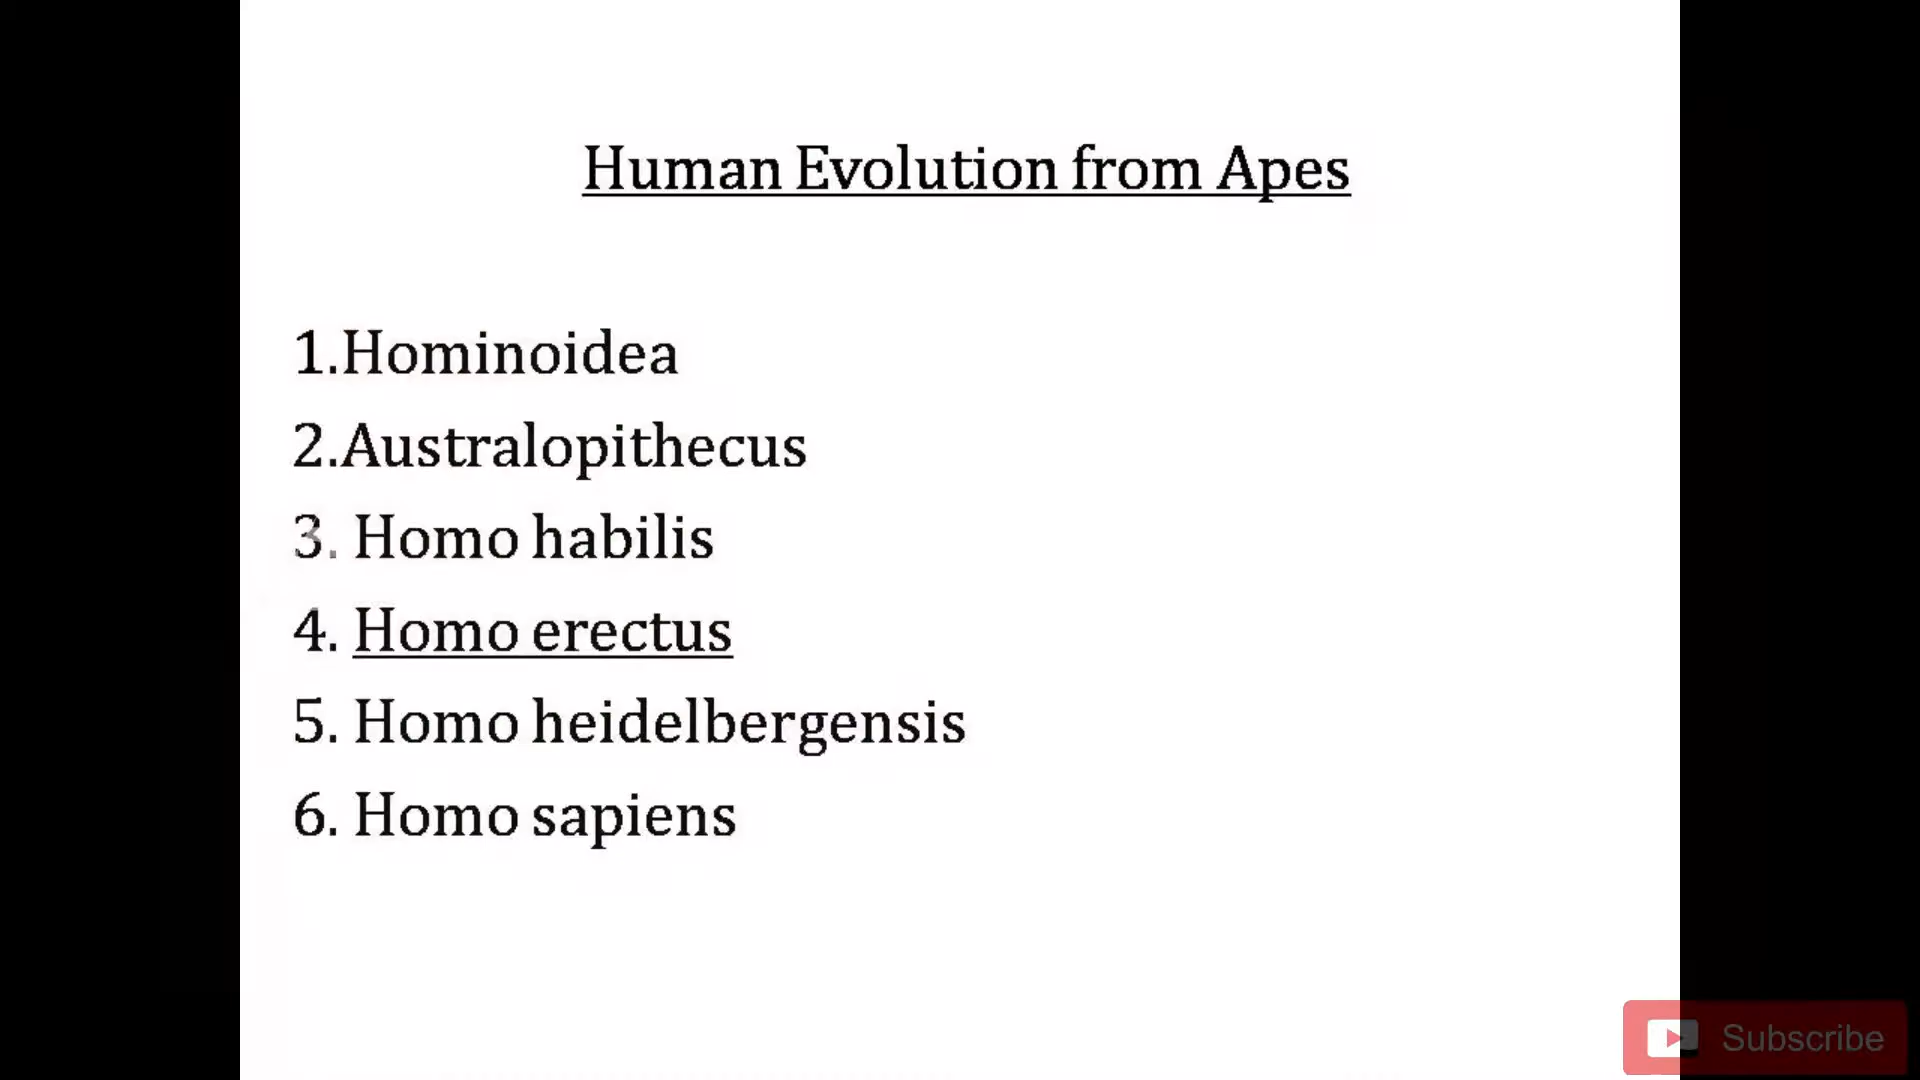 Human Evolution from Apes
1.Hominoidea
2.Australopithecus
3. Homo habilis
4. Homo erectus
5. Homo heidelbergensis
6. Homo sapiens
Subscribe